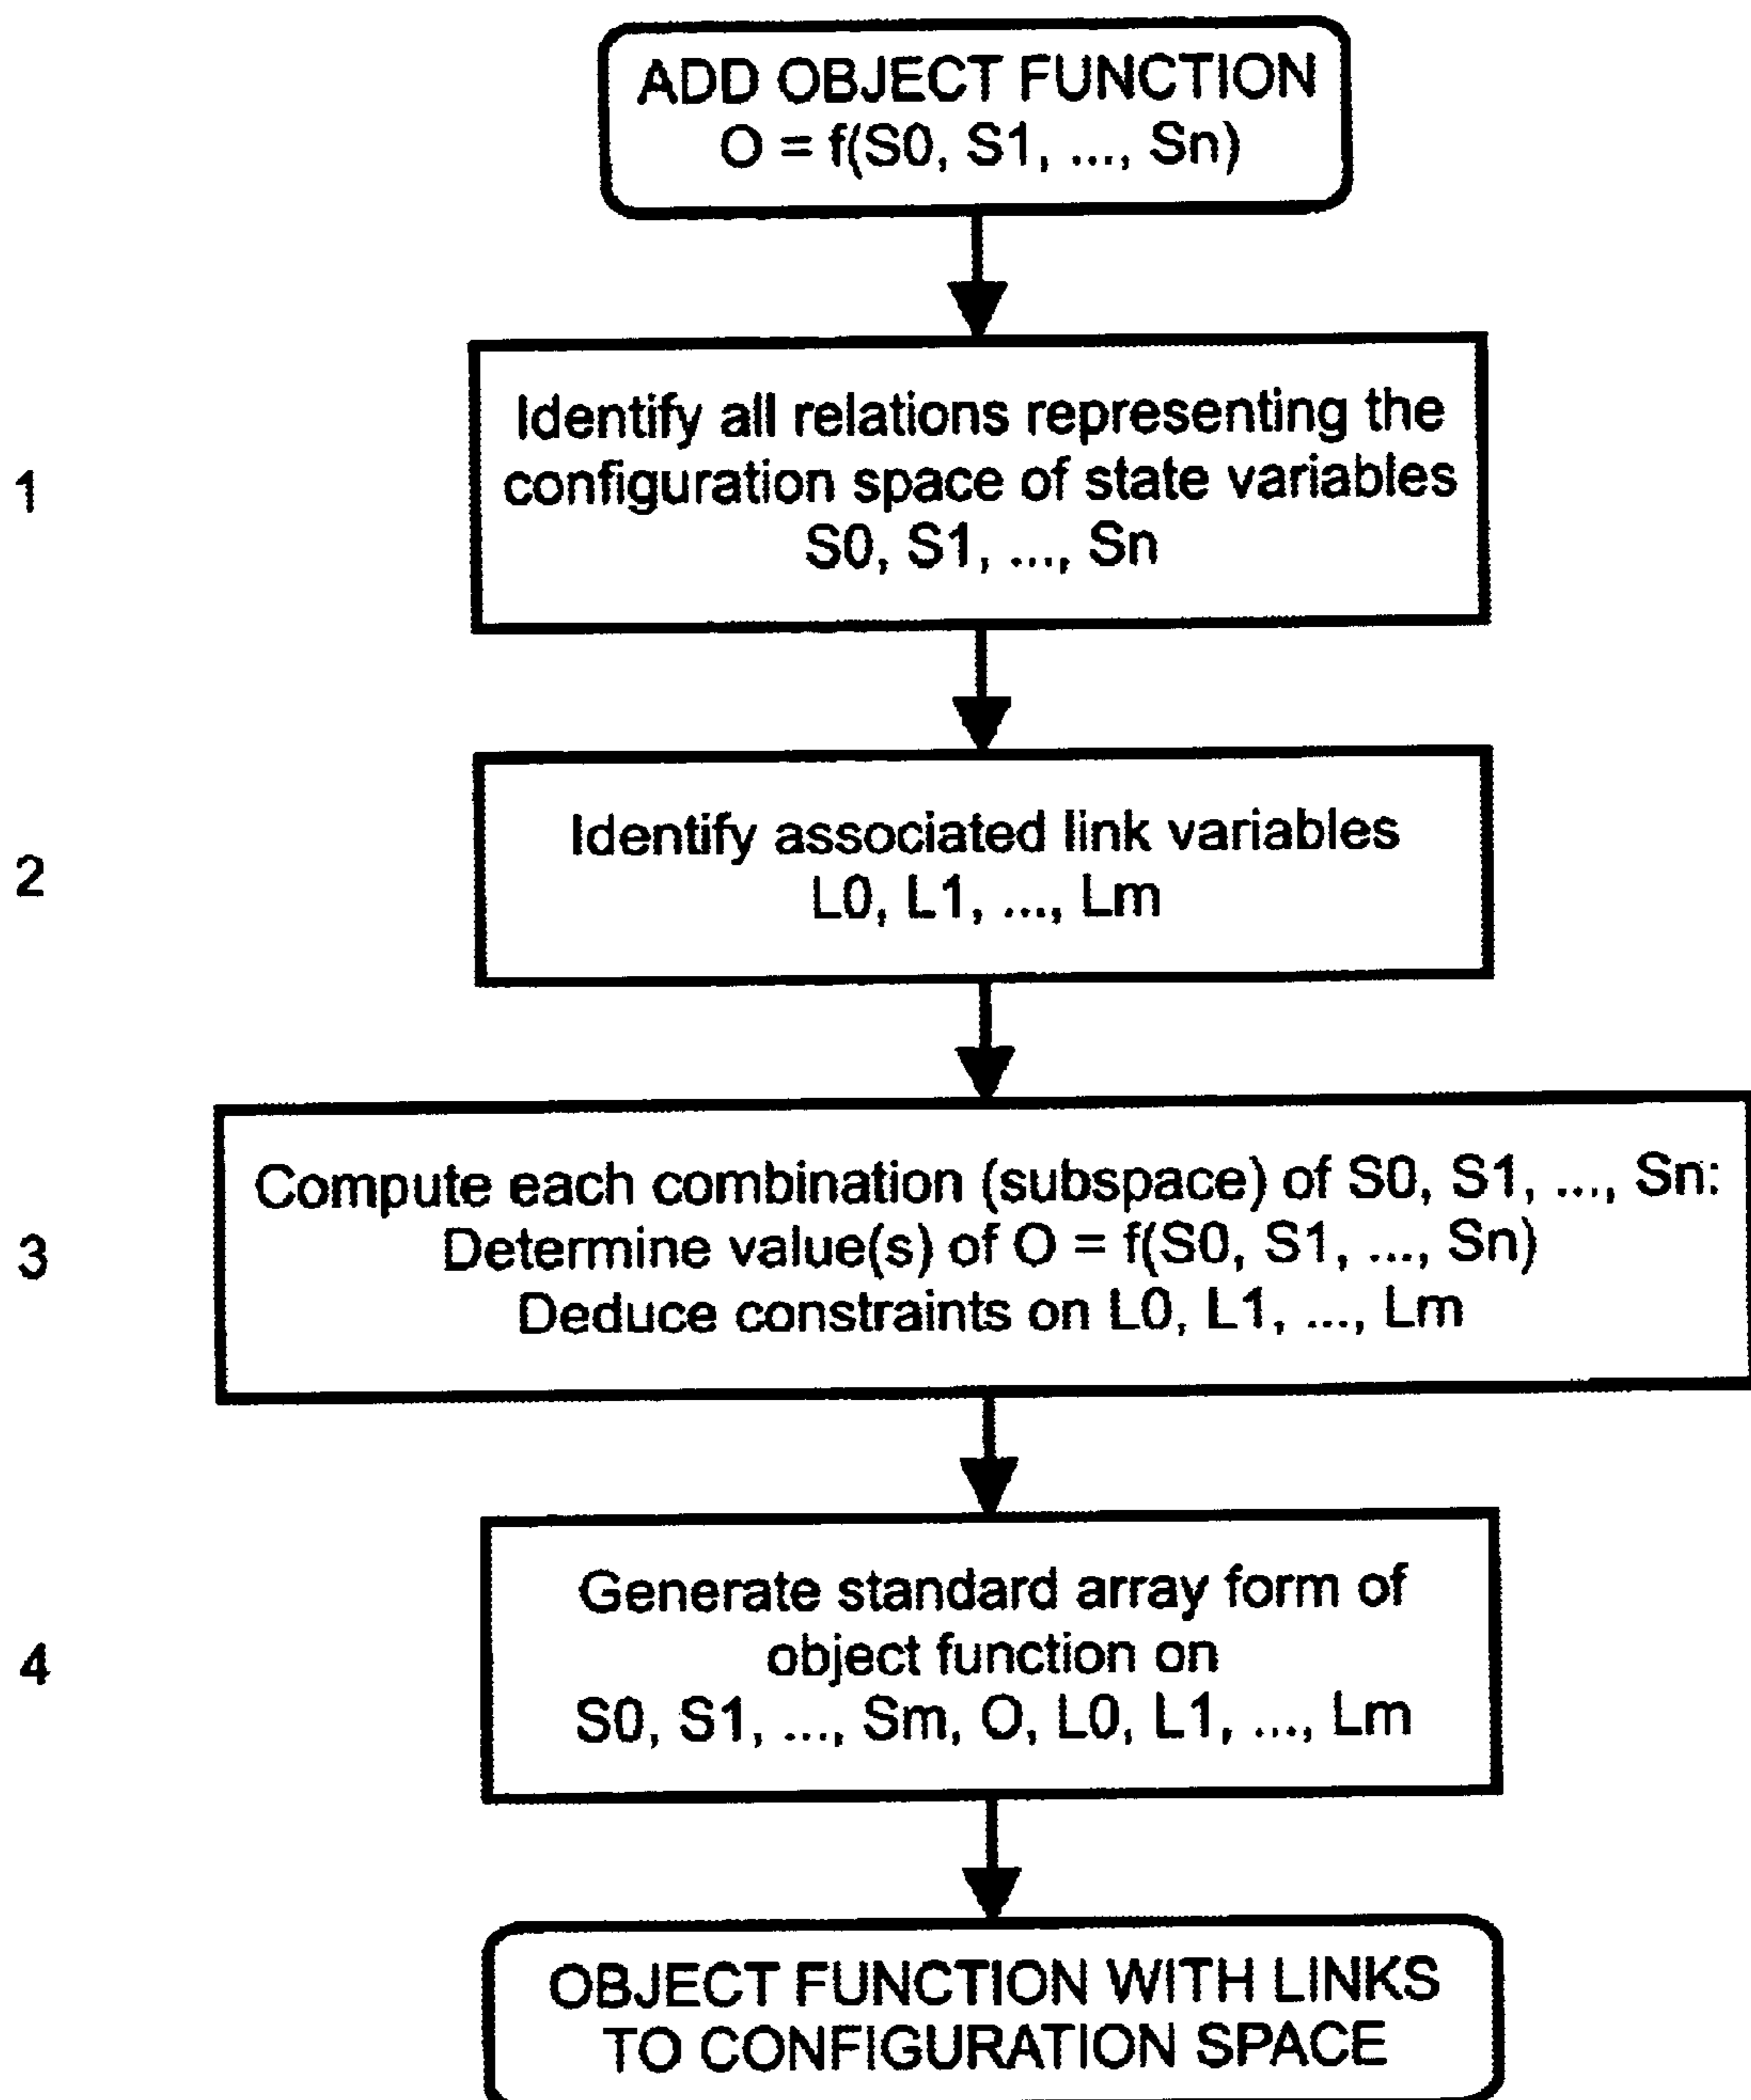 ADD OBJECT FUNCTION
O = f(S0, S1, ..., Sn)
1
Identify all relations representing the
configuration space of state variables
S0, S1, ..., Sn
2
Identify associated link variables
L0, L1, ..., Lm
3
Compute each combination (subspace) of S0, S1, ..., Sn:
Determine value(s) of O = f(S0, S1, ..., Sn)
Deduce constraints on L0, L1, ..., Lm
4
Generate standard array form of
object function on
S0, S1, ..., Sm, O, L0, L1, ..., Lm
OBJECT FUNCTION WITH LINKS
TO CONFIGURATION SPACE